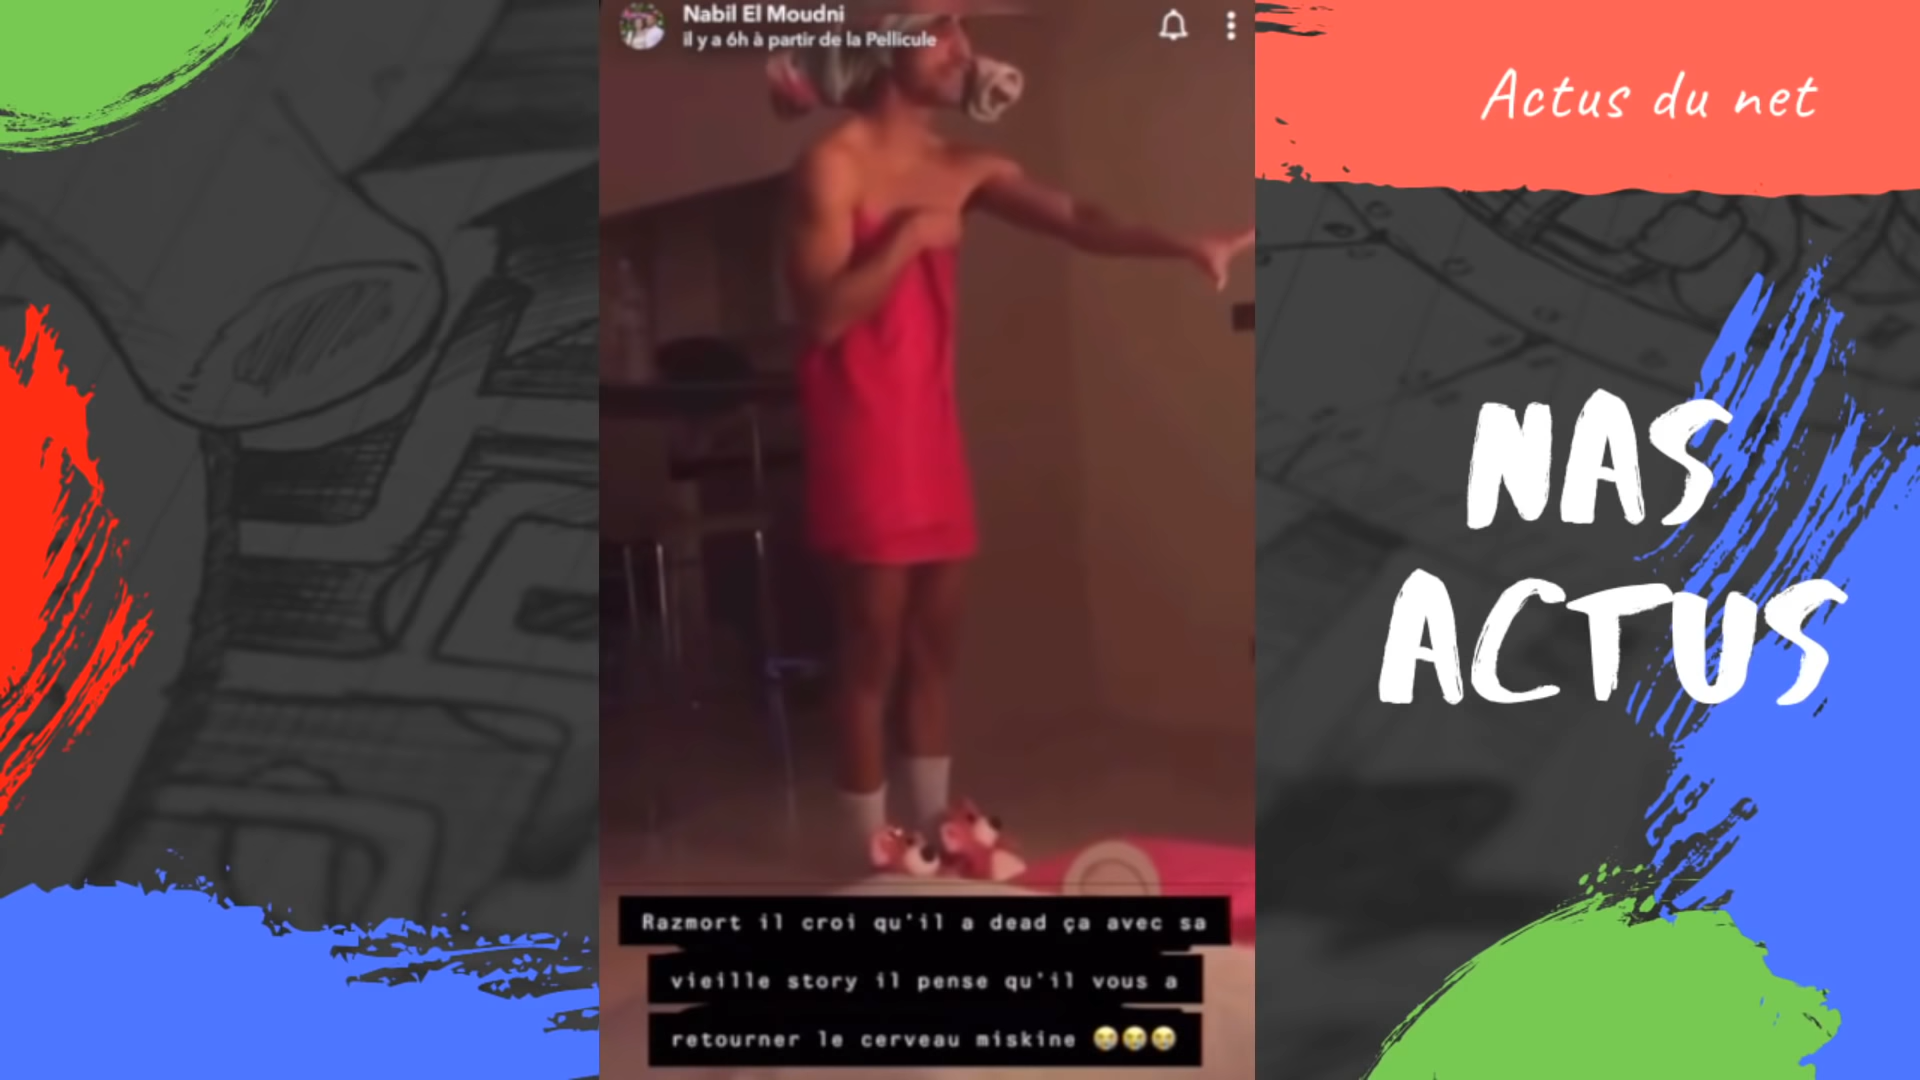 Nabil El Moudni
il y a 6h à partir de la Pellicule
Actus du net
NAS
ACTUS
Razmort il croi qu'il a dead ça avec sa
vieille story il pense qu'il vous a
retourner le cerveau miskine 😂😂😂